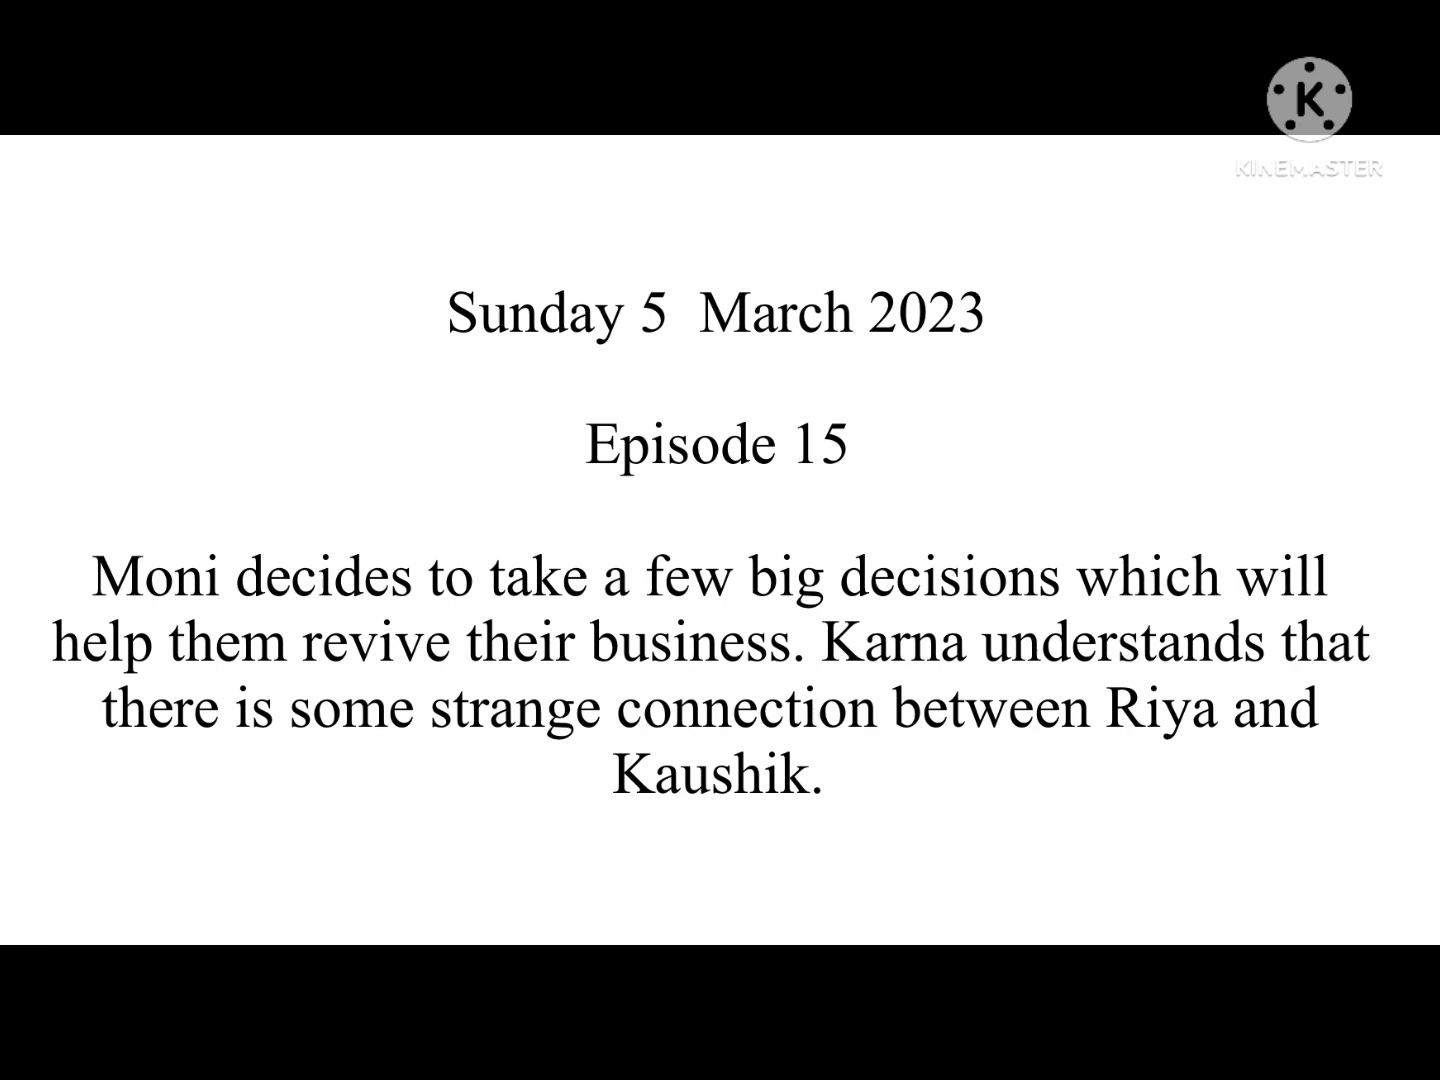 K
KINEMASTER
Sunday 5  March 2023
Episode 15
Moni decides to take a few big decisions which will
help them revive their business. Karna understands that
there is some strange connection between Riya and
Kaushik.